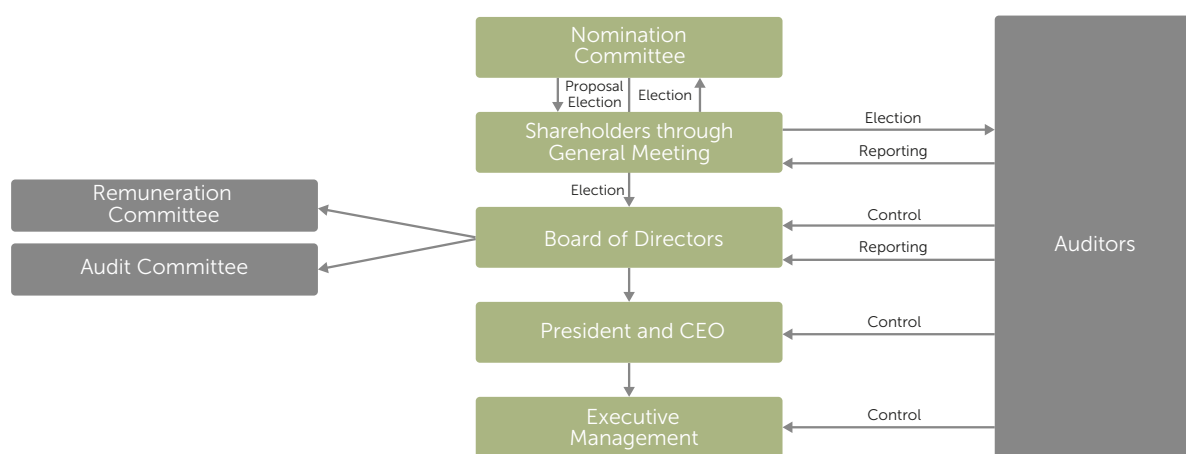 Nomination
Committee
Proposal
Election
Election
Shareholders through
General Meeting
Election
Reporting
Election
Remuneration
Committee
Audit Committee
Board of Directors
Control
Reporting
Auditors
President and CEO
Control
Executive
Management
Control